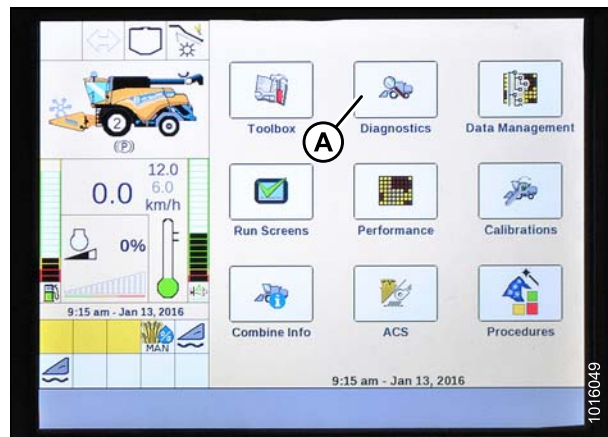 Toolbox
Diagnostics
Data Management
A
2
(P)
12.0
0.0
6.0
km/h
Run Screens
Performance
Calibrations
0%
9:15 am - Jan 13, 2016
MAN
Combine Info
ACS
Procedures
9:15 am - Jan 13, 2016
1016049